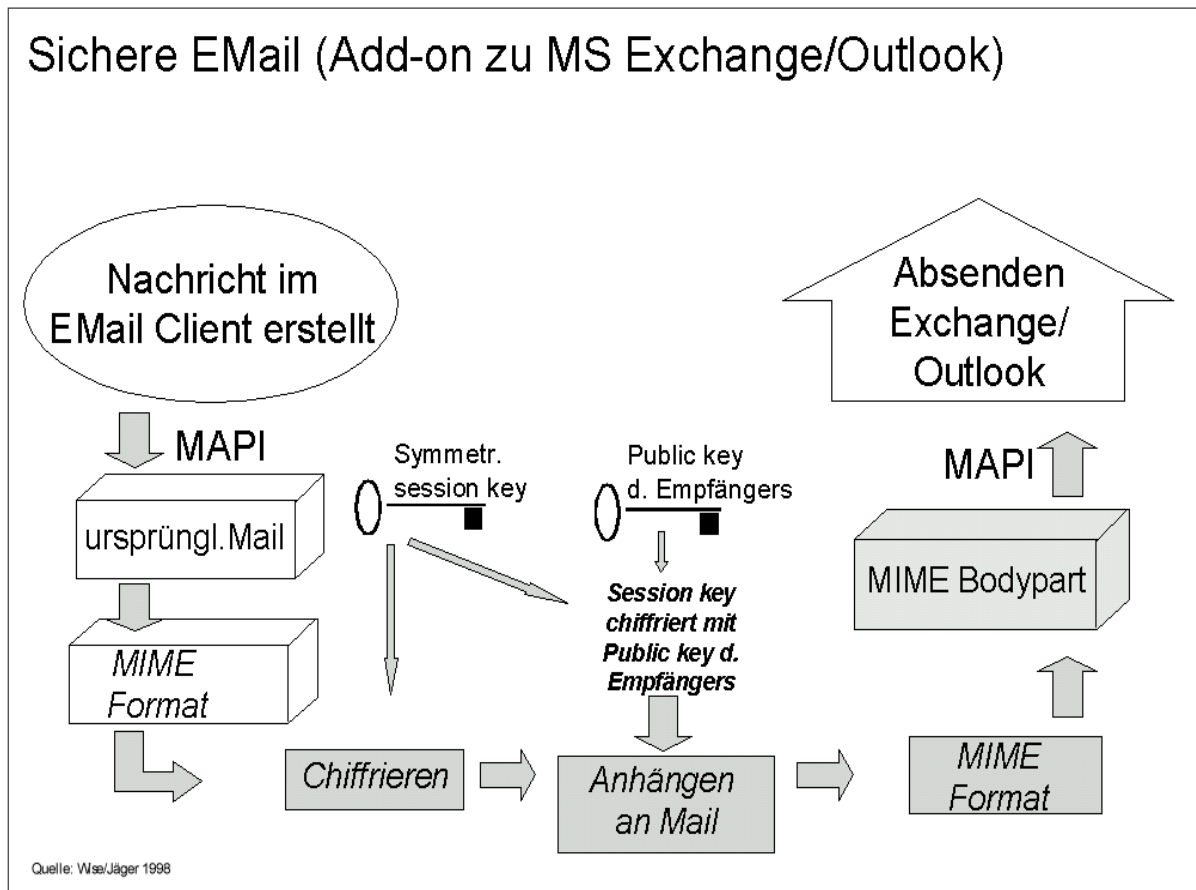 Sichere EMail (Add-on zu MS Exchange/Outlook)
Nachricht im
EMail Client erstellt
MAPI
ursprüngl.Mail
MIME
Format
Symmetr.
session key
Public key
d. Empfängers
Session key
chiffriert mit
Public key d.
Empfängers
Chiffrieren
Anhängen
an Mail
MIME
Format
MIME Bodypart
MAPI
Absenden
Exchange/
Outlook
Quelle: Wse/Jäger 1998